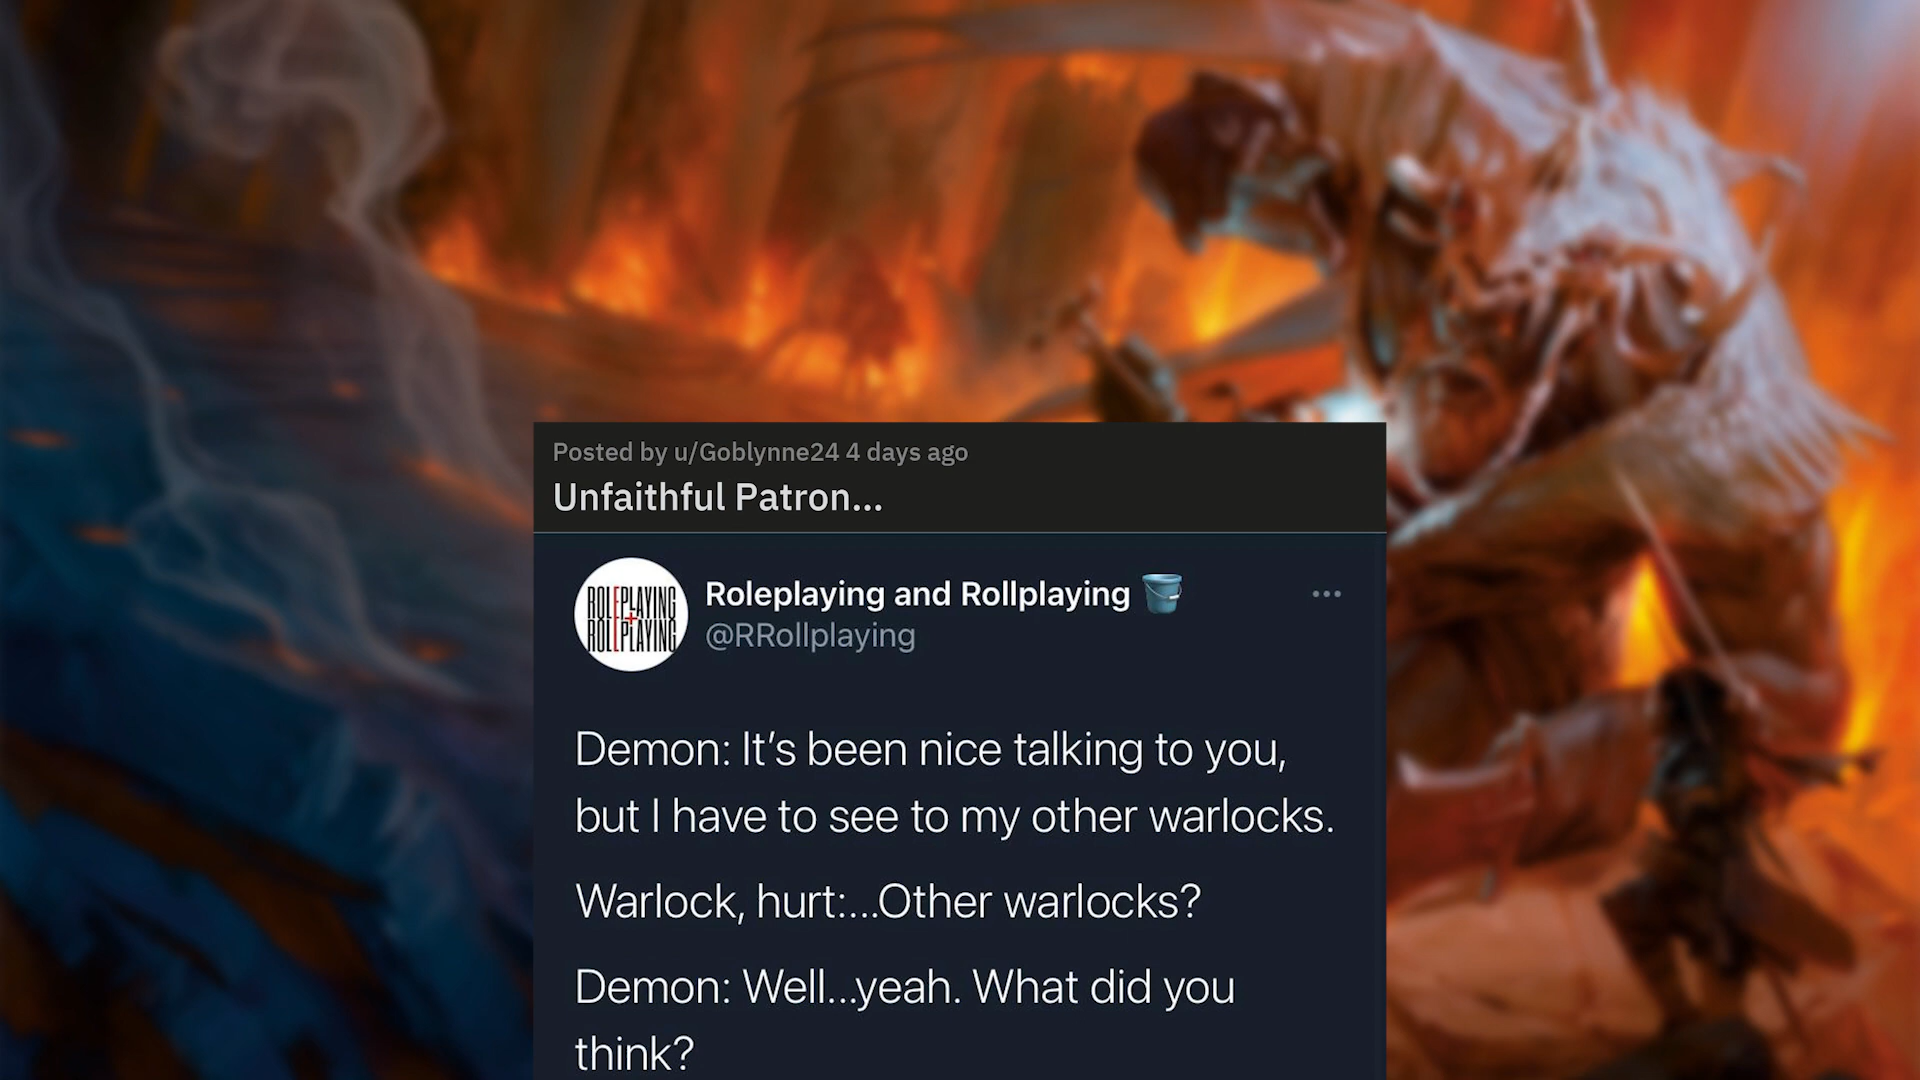 Posted by u/Goblynne24 4 days ago
Unfaithful Patron...
ROLEPLAYING
+
ROLLPLAYING
Roleplaying and Rollplaying 🪣
@RRollplaying
Demon: It’s been nice talking to you,
but I have to see to my other warlocks.
Warlock, hurt:...Other warlocks?
Demon: Well...yeah. What did you
think?